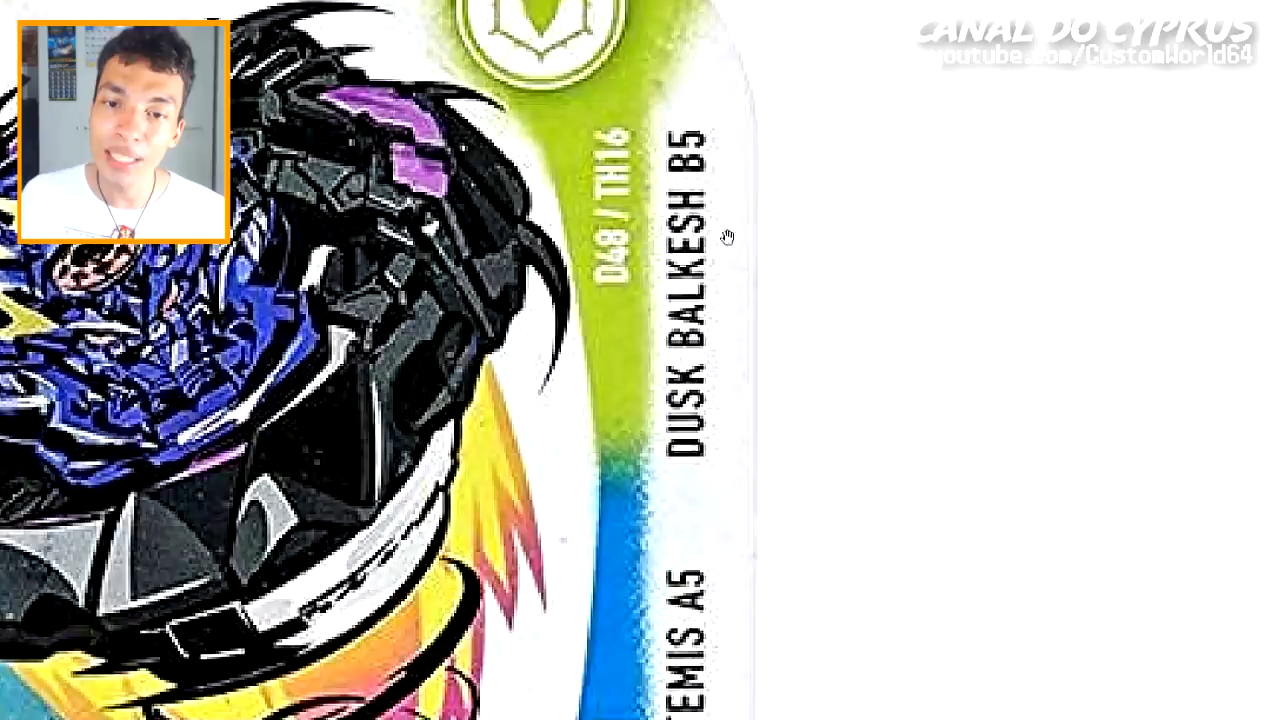 CANAL DO CYPRUS
youtube.com/CustomWorld64
D48 / TH16
DUSK BALKESH B5
TEMIS A5